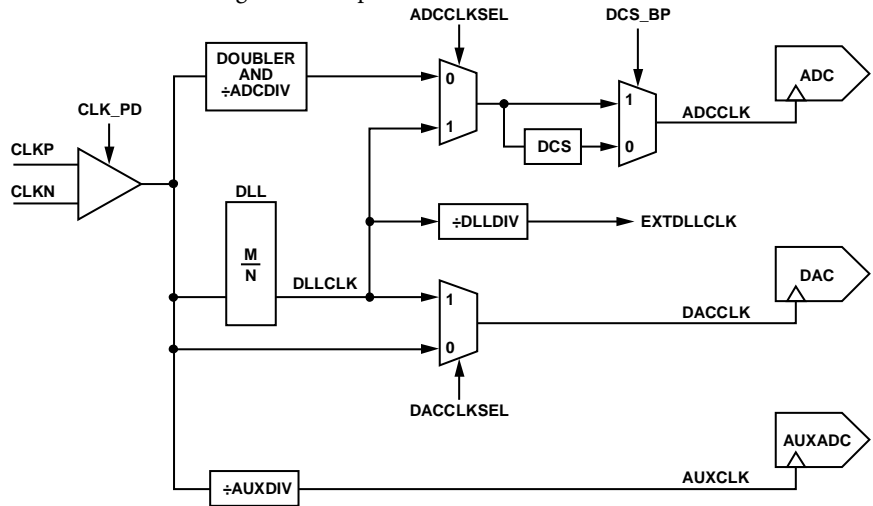 ADCCLKSEL
DCS_BP
DOUBLER
AND
÷ADCDIV
0
1
1
0
ADC
ADCCLK
CLK_PD
CLKP
CLKN
DCS
DLL
M
N
÷DLLDIV
EXTDLLCLK
DLLCLK
1
0
DAC
DACCLK
DACCLKSEL
AUXADC
÷AUXDIV
AUXCLK